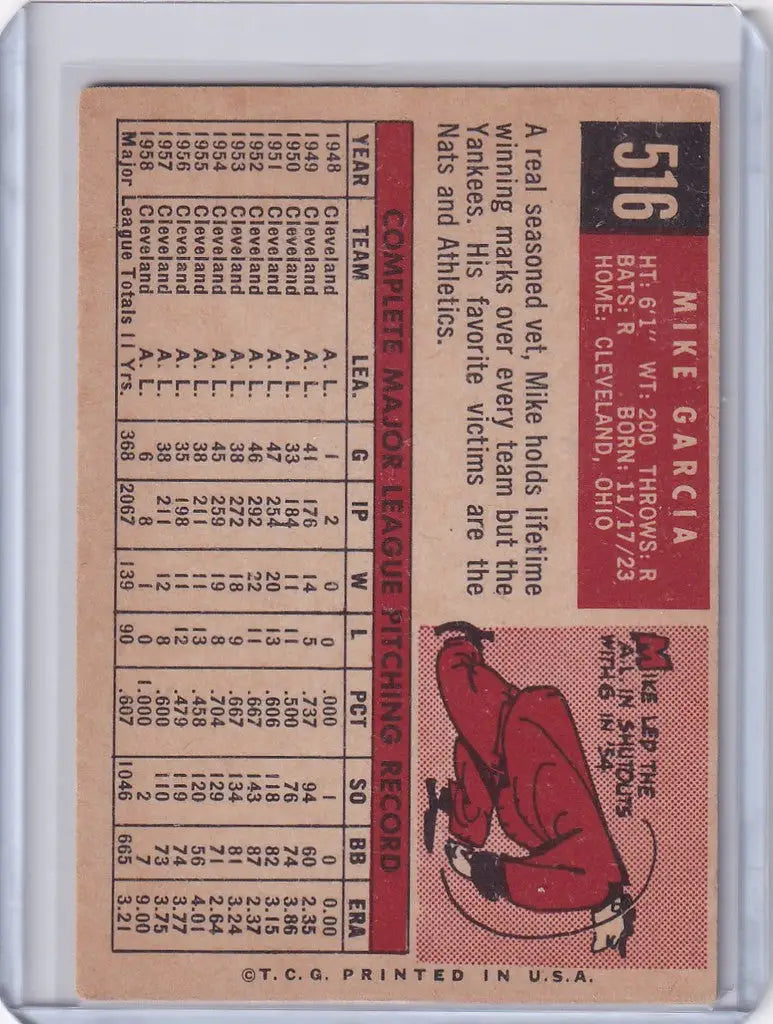 516
MIKE GARCIA
HT: 6'1" WT: 200 THROWS: R
BATS: R BORN: 11/17/23
HOME: CLEVELAND, OHIO
A real seasoned vet, Mike holds lifetime
winning marks over every team but the
Yankees. His favorite victims are the
Nats and Athletics.
MIKE LED THE
A.L. IN SHUTOUTS
WITH 6 IN '54
COMPLETE MAJOR LEAGUE PITCHING RECORD
YEAR TEAM LEA. G IP W L PCT SO BB ERA
1948 Cleveland A. L. 1 2 0 0 .000 1 0 0.00
1949 Cleveland A. L. 41 176 14 5 .737 94 60 2.35
1950 Cleveland A. L. 33 184 11 11 .500 76 74 3.86
1951 Cleveland A. L. 47 254 20 13 .606 118 82 3.15
1952 Cleveland A. L. 46 292 22 11 .667 143 87 2.37
1953 Cleveland A. L. 38 272 18 9 .667 134 81 3.24
1954 Cleveland A. L. 45 259 19 8 .704 129 71 2.64
1955 Cleveland A. L. 38 211 11 13 .458 120 56 4.01
1956 Cleveland A. L. 35 198 11 12 .479 119 74 3.77
1957 Cleveland A. L. 38 211 12 8 .600 110 73 3.75
1958 Cleveland A. L. 6 8 1 0 1.000 2 7 9.00
Major League Totals 11 Yrs. 368 2067 139 90 .607 1046 665 3.21
©T.C.G. PRINTED IN U.S.A.